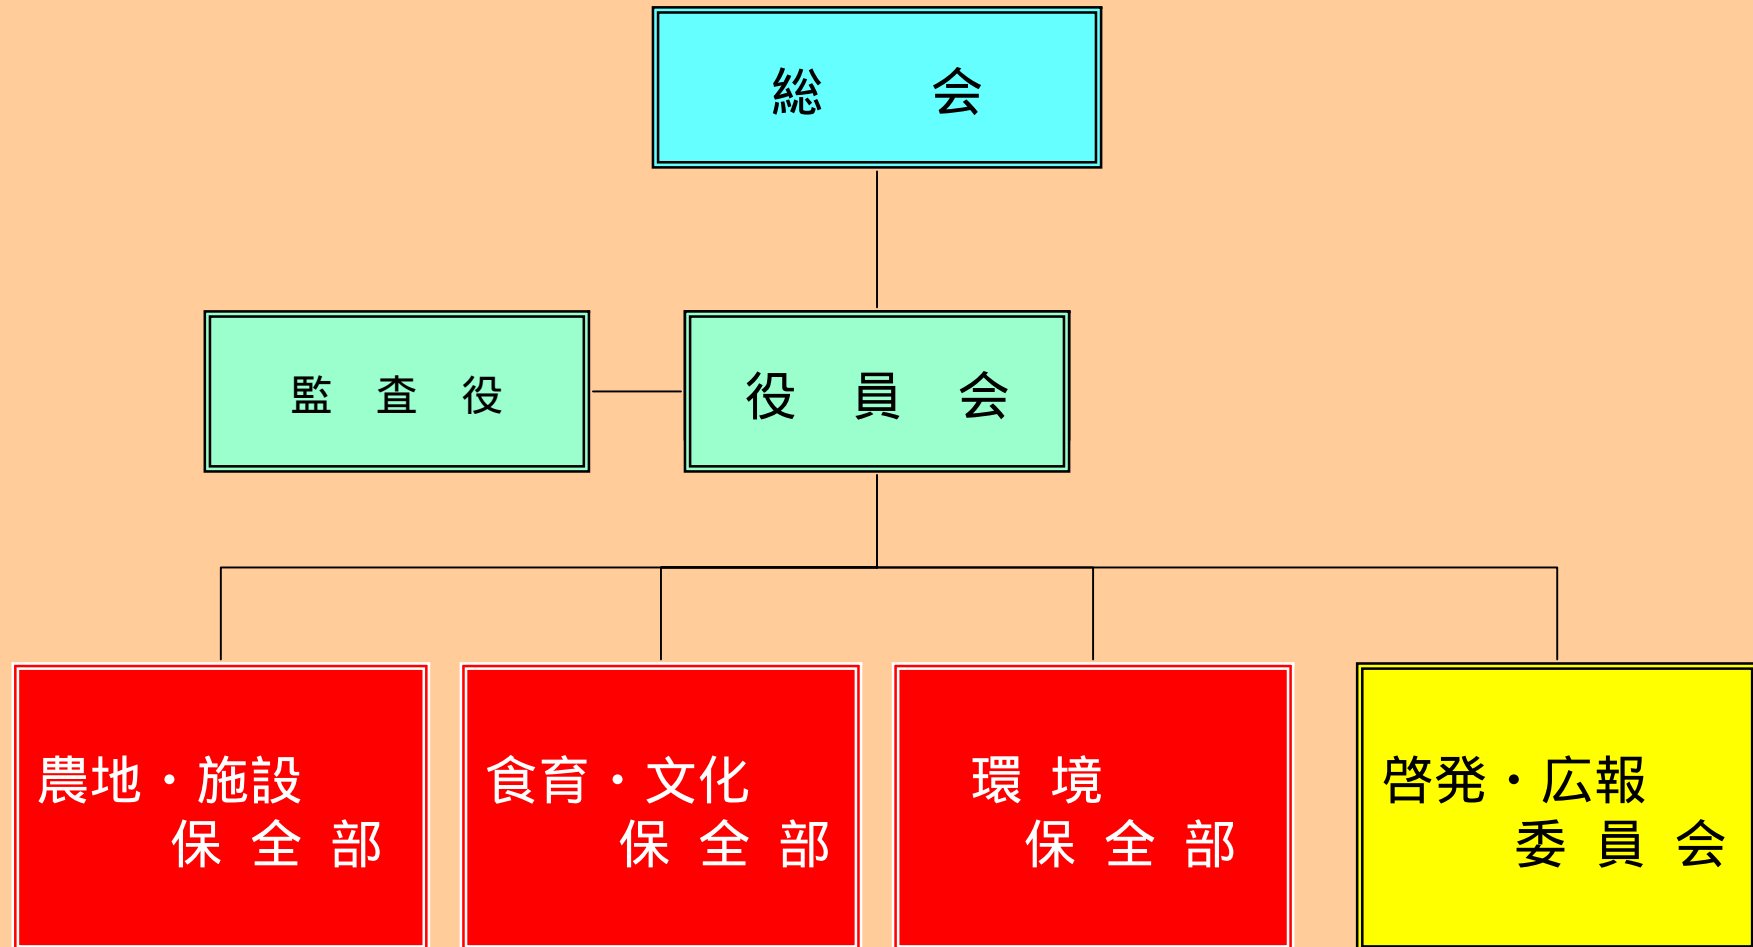 総 会
監 査 役
役 員 会
農地・施設
保 全 部
食育・文化
保 全 部
環 境
保 全 部
啓発・広報
委 員 会